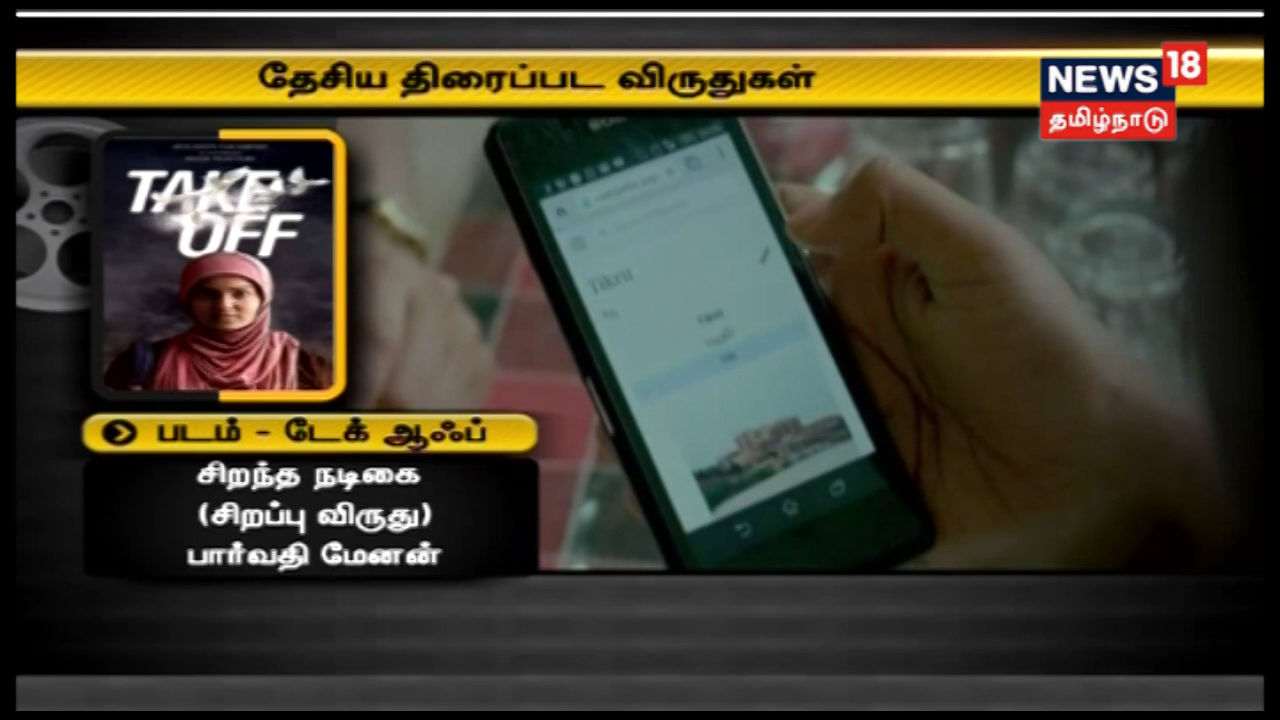 தேசிய திரைப்பட விருதுகள்
NEWS 18
தமிழ்நாடு
TAKE
OFF
Tikrit
படம் - டேக் ஆஃப்
சிறந்த நடிகை
(சிறப்பு விருது)
பார்வதி மேனன்